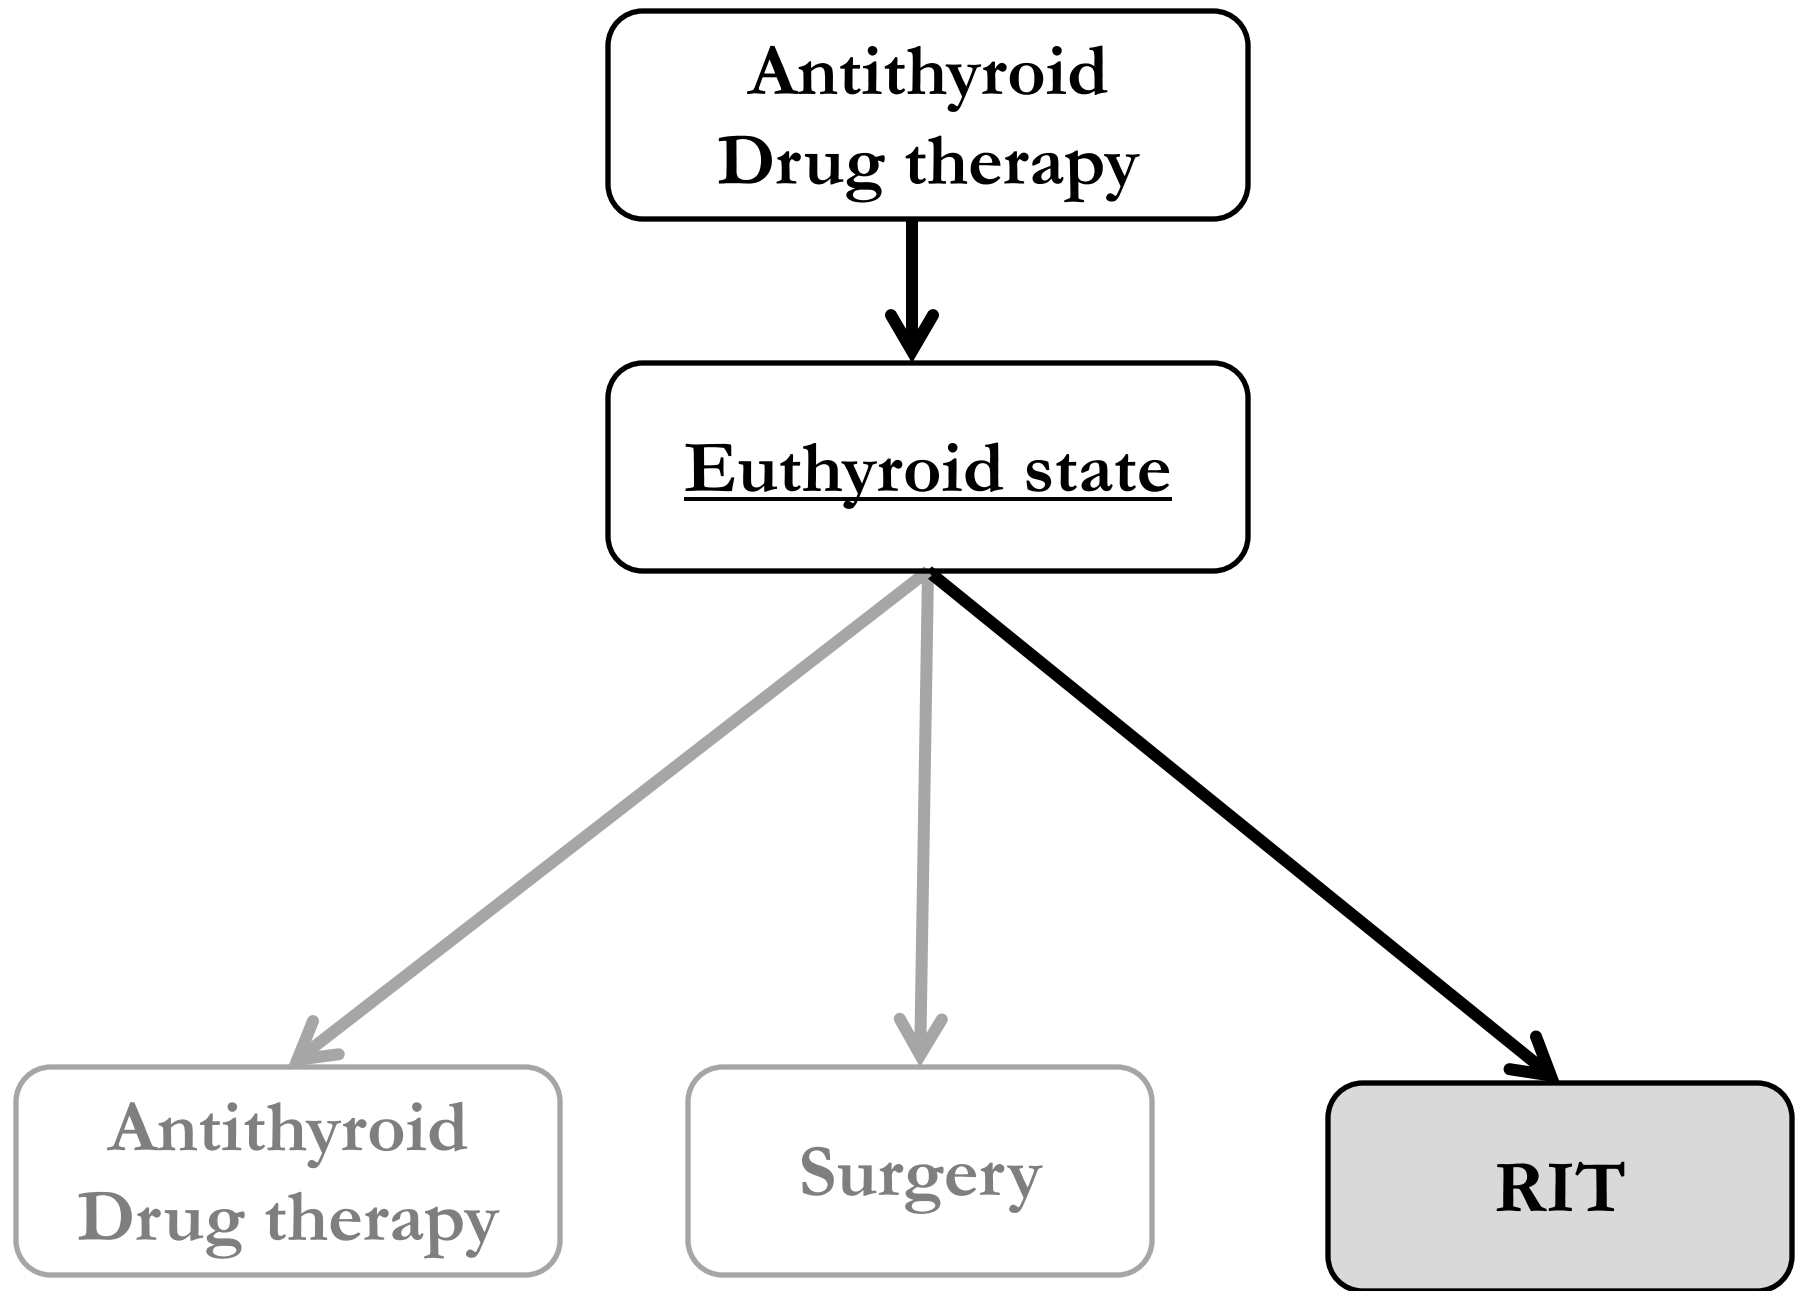 Antithyroid
Drug therapy
Euthyroid state
Antithyroid
Drug therapy
Surgery
RIT